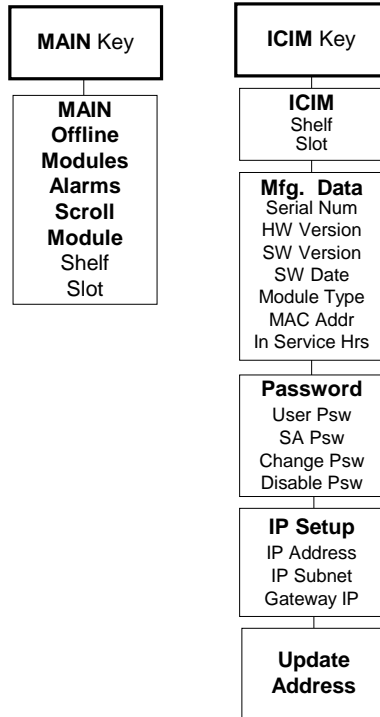 MAIN Key
MAIN
Offline
Modules
Alarms
Scroll
Module
Shelf
Slot
ICIM Key
ICIM
Shelf
Slot
Mfg. Data
Serial Num
HW Version
SW Version
SW Date
Module Type
MAC Addr
In Service Hrs
Password
User Psw
SA Psw
Change Psw
Disable Psw
IP Setup
IP Address
IP Subnet
Gateway IP
Update
Address